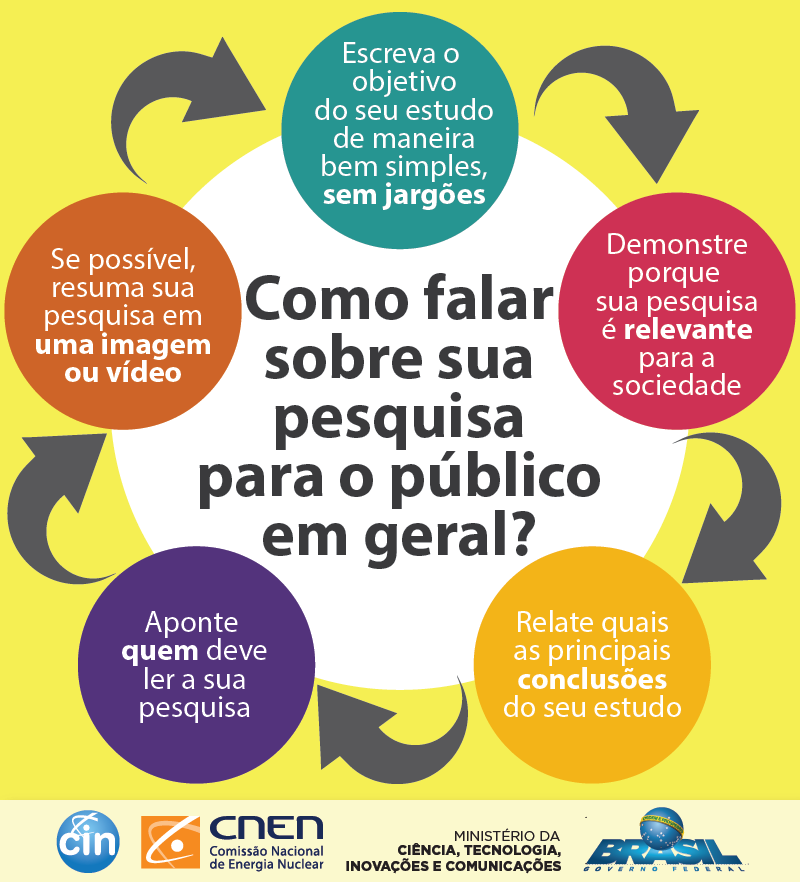 Como falar
sobre sua
pesquisa
para o público
em geral?
Escreva o
objetivo
do seu estudo
de maneira
bem simples,
sem jargões
Demonstre
porque
sua pesquisa
é relevante
para a
sociedade
Relate quais
as principais
conclusões
do seu estudo
Aponte
quem deve
ler a sua
pesquisa
Se possível,
resuma sua
pesquisa em
uma imagem
ou vídeo
cin
CNEN
Comissão Nacional
de Energia Nuclear
MINISTÉRIO DA
CIÊNCIA, TECNOLOGIA,
INOVAÇÕES E COMUNICAÇÕES
BRASIL
GOVERNO FEDERAL